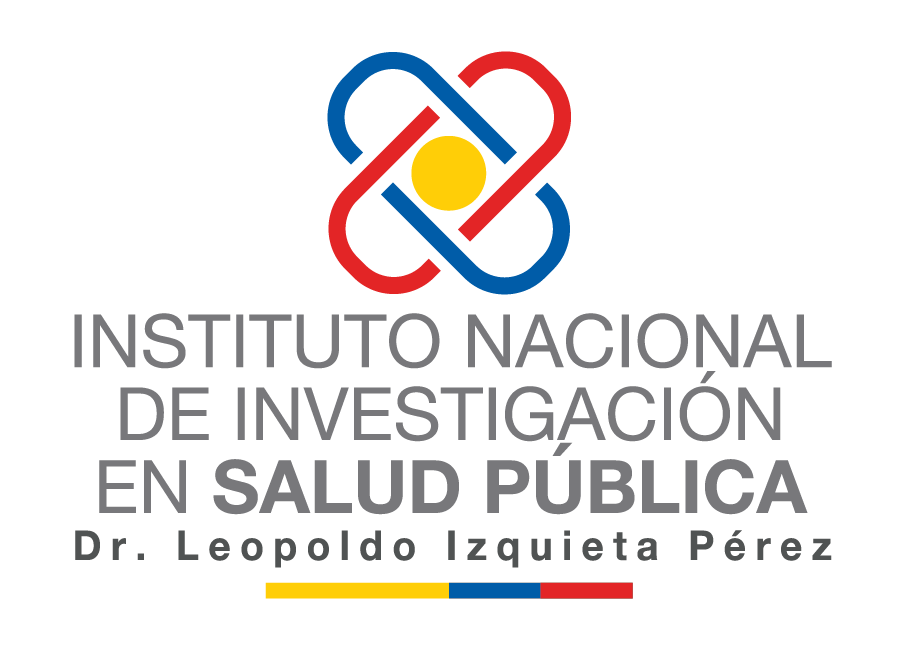 INSTITUTO NACIONAL
DE INVESTIGACIÓN
EN SALUD PÚBLICA
Dr. Leopoldo Izquieta Pérez